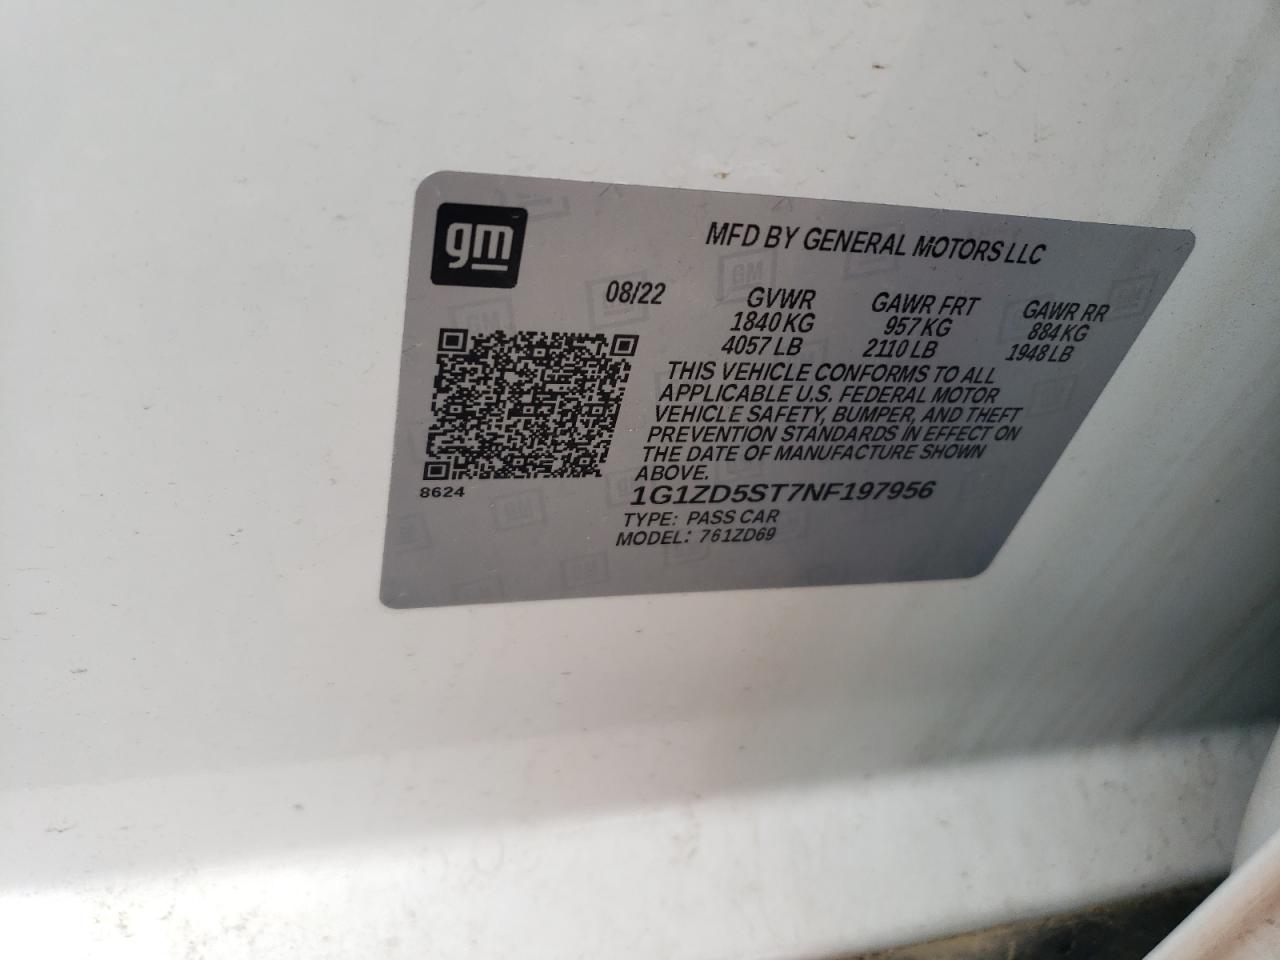 gm
MFD BY GENERAL MOTORS LLC
08/22 GVWR GAWR FRT GAWR RR
1840 KG 957 KG 884 KG
4057 LB 2110 LB 1948 LB
THIS VEHICLE CONFORMS TO ALL
APPLICABLE U.S. FEDERAL MOTOR
VEHICLE SAFETY, BUMPER, AND THEFT
PREVENTION STANDARDS IN EFFECT ON
THE DATE OF MANUFACTURE SHOWN
ABOVE.
8624
1G1ZD5ST7NF197956
TYPE: PASS CAR
MODEL: 761ZD69